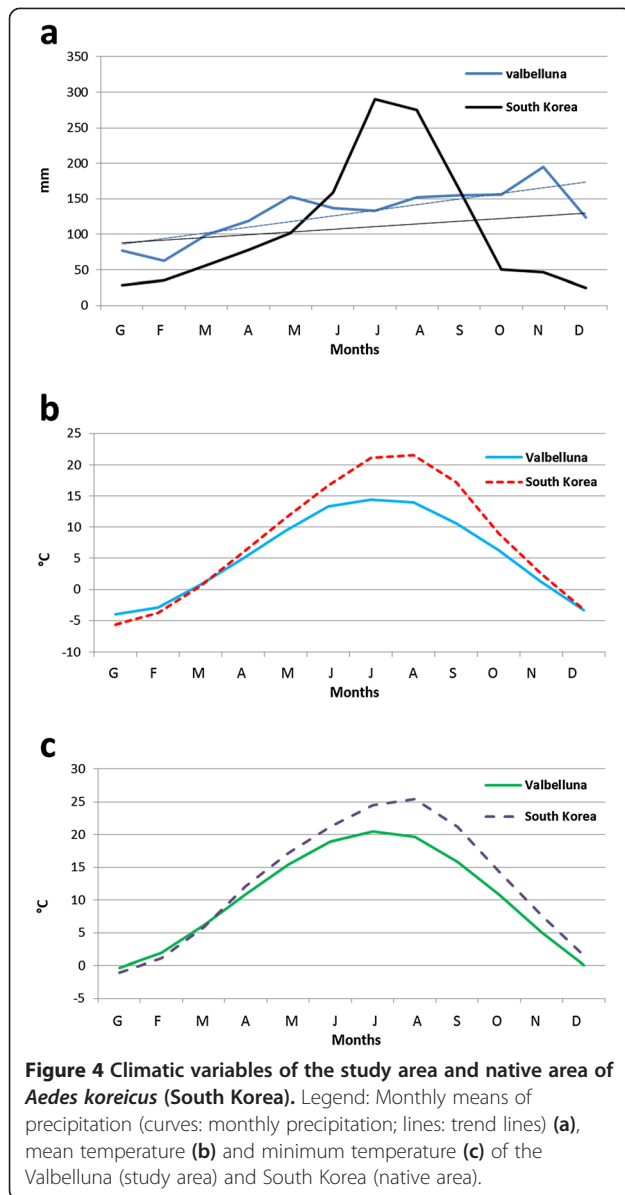 a
350
300
250
200
150
100
50
0
mm
valbelluna
South Korea
G F M A M J J A S O N D
Months
b
25
20
15
10
5
0
-5
-10
°C
Valbelluna
South Korea
G F M A M J J A S O N D
Months
c
30
25
20
15
10
5
0
-5
°C
Valbelluna
South Korea
G F M A M J J A S O N D
Months
Figure 4 Climatic variables of the study area and native area of
Aedes koreicus (South Korea). Legend: Monthly means of
precipitation (curves: monthly precipitation; lines: trend lines) (a),
mean temperature (b) and minimum temperature (c) of the
Valbelluna (study area) and South Korea (native area).